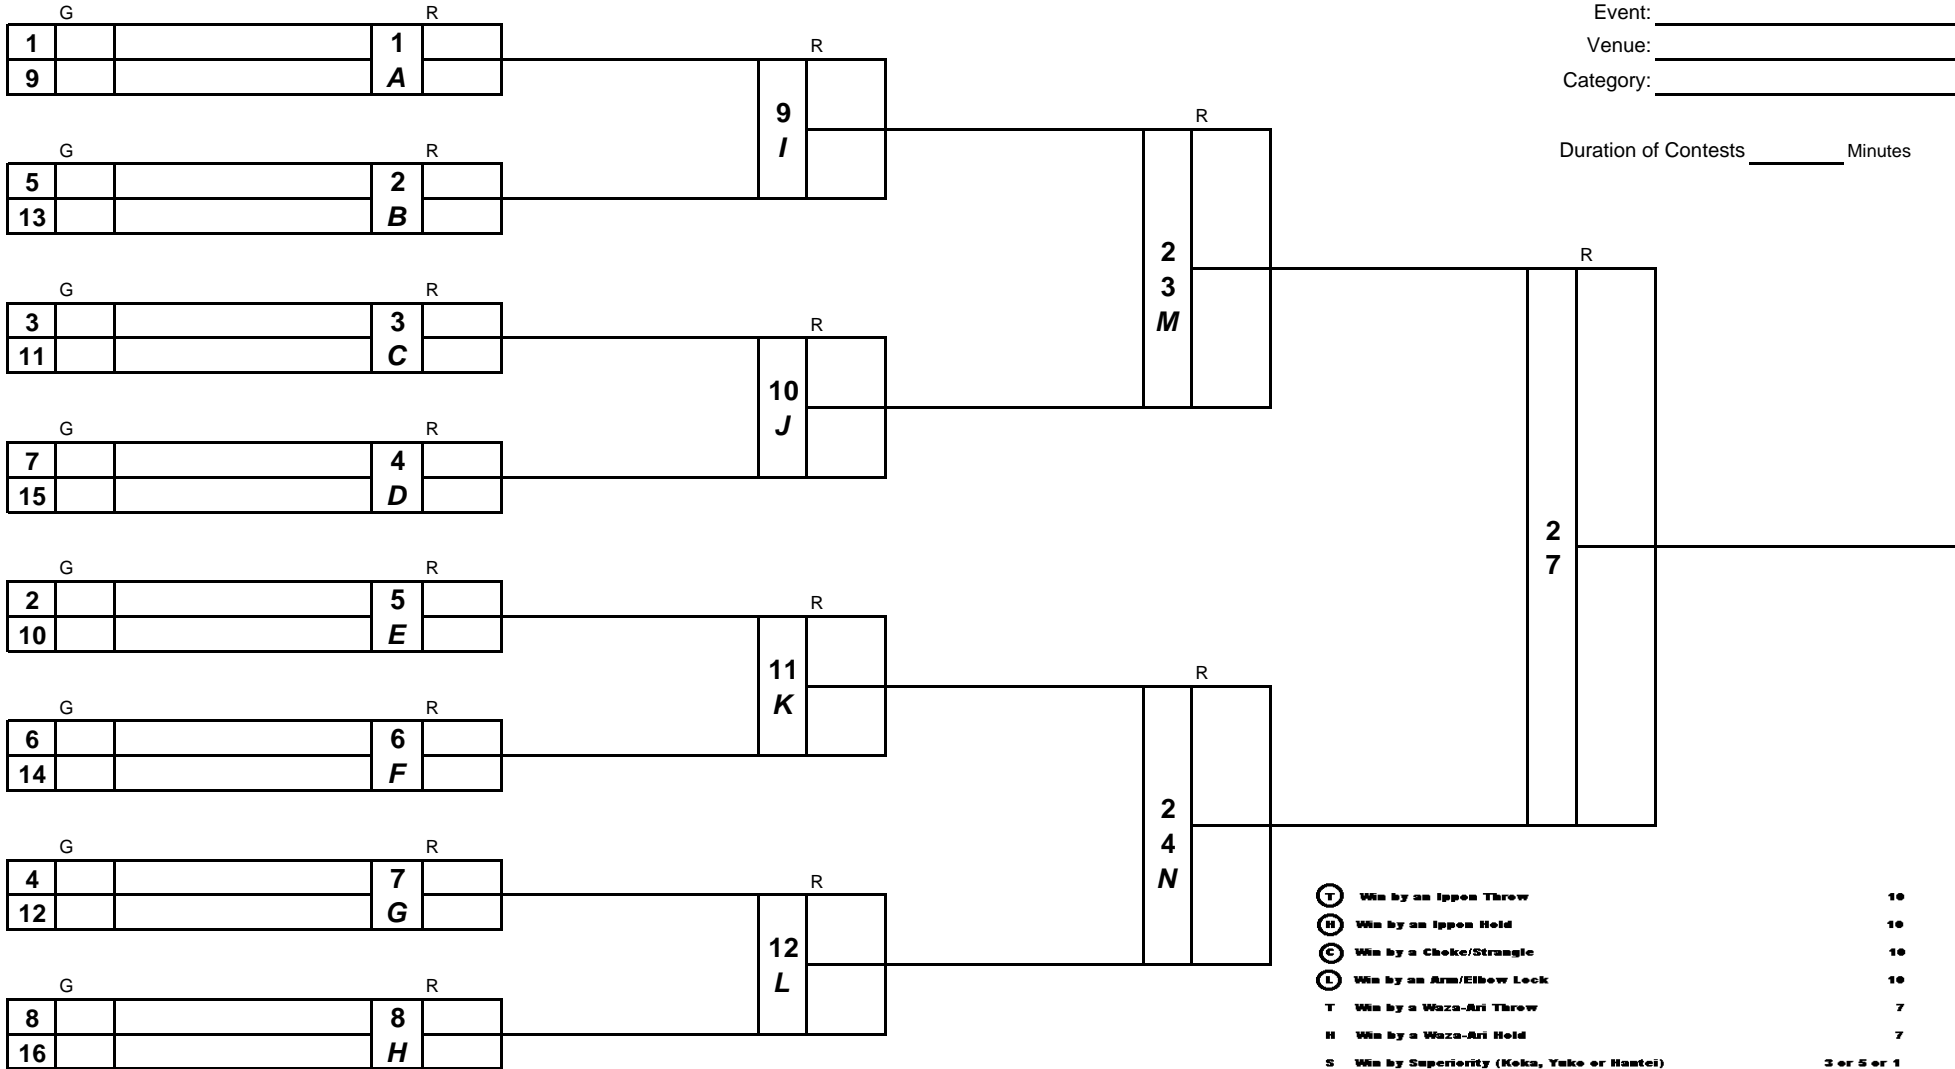 G R
1 1
9 A
G R
5 2
13 B
G R
3 3
11 C
G R
7 4
15 D
G R
2 5
10 E
G R
6 6
14 F
G R
4 7
12 G
G R
8 8
16 H
R
9
I
R
10
J
R
11
K
R
12
L
R
2
3
M
R
2
4
N
R
2
7
Event:
Venue:
Category:
Duration of Contests Minutes
T Win by an Ippon Throw 10
H Win by an Ippon Hold 10
C Win by a Choke/Strangle 10
L Win by an Arm/Elbow Lock 10
T Win by a Waza-Ari Throw 7
H Win by a Waza-Ari Hold 7
S Win by Superiority (Koka, Yuko or Hantei) 3 or 5 or 1